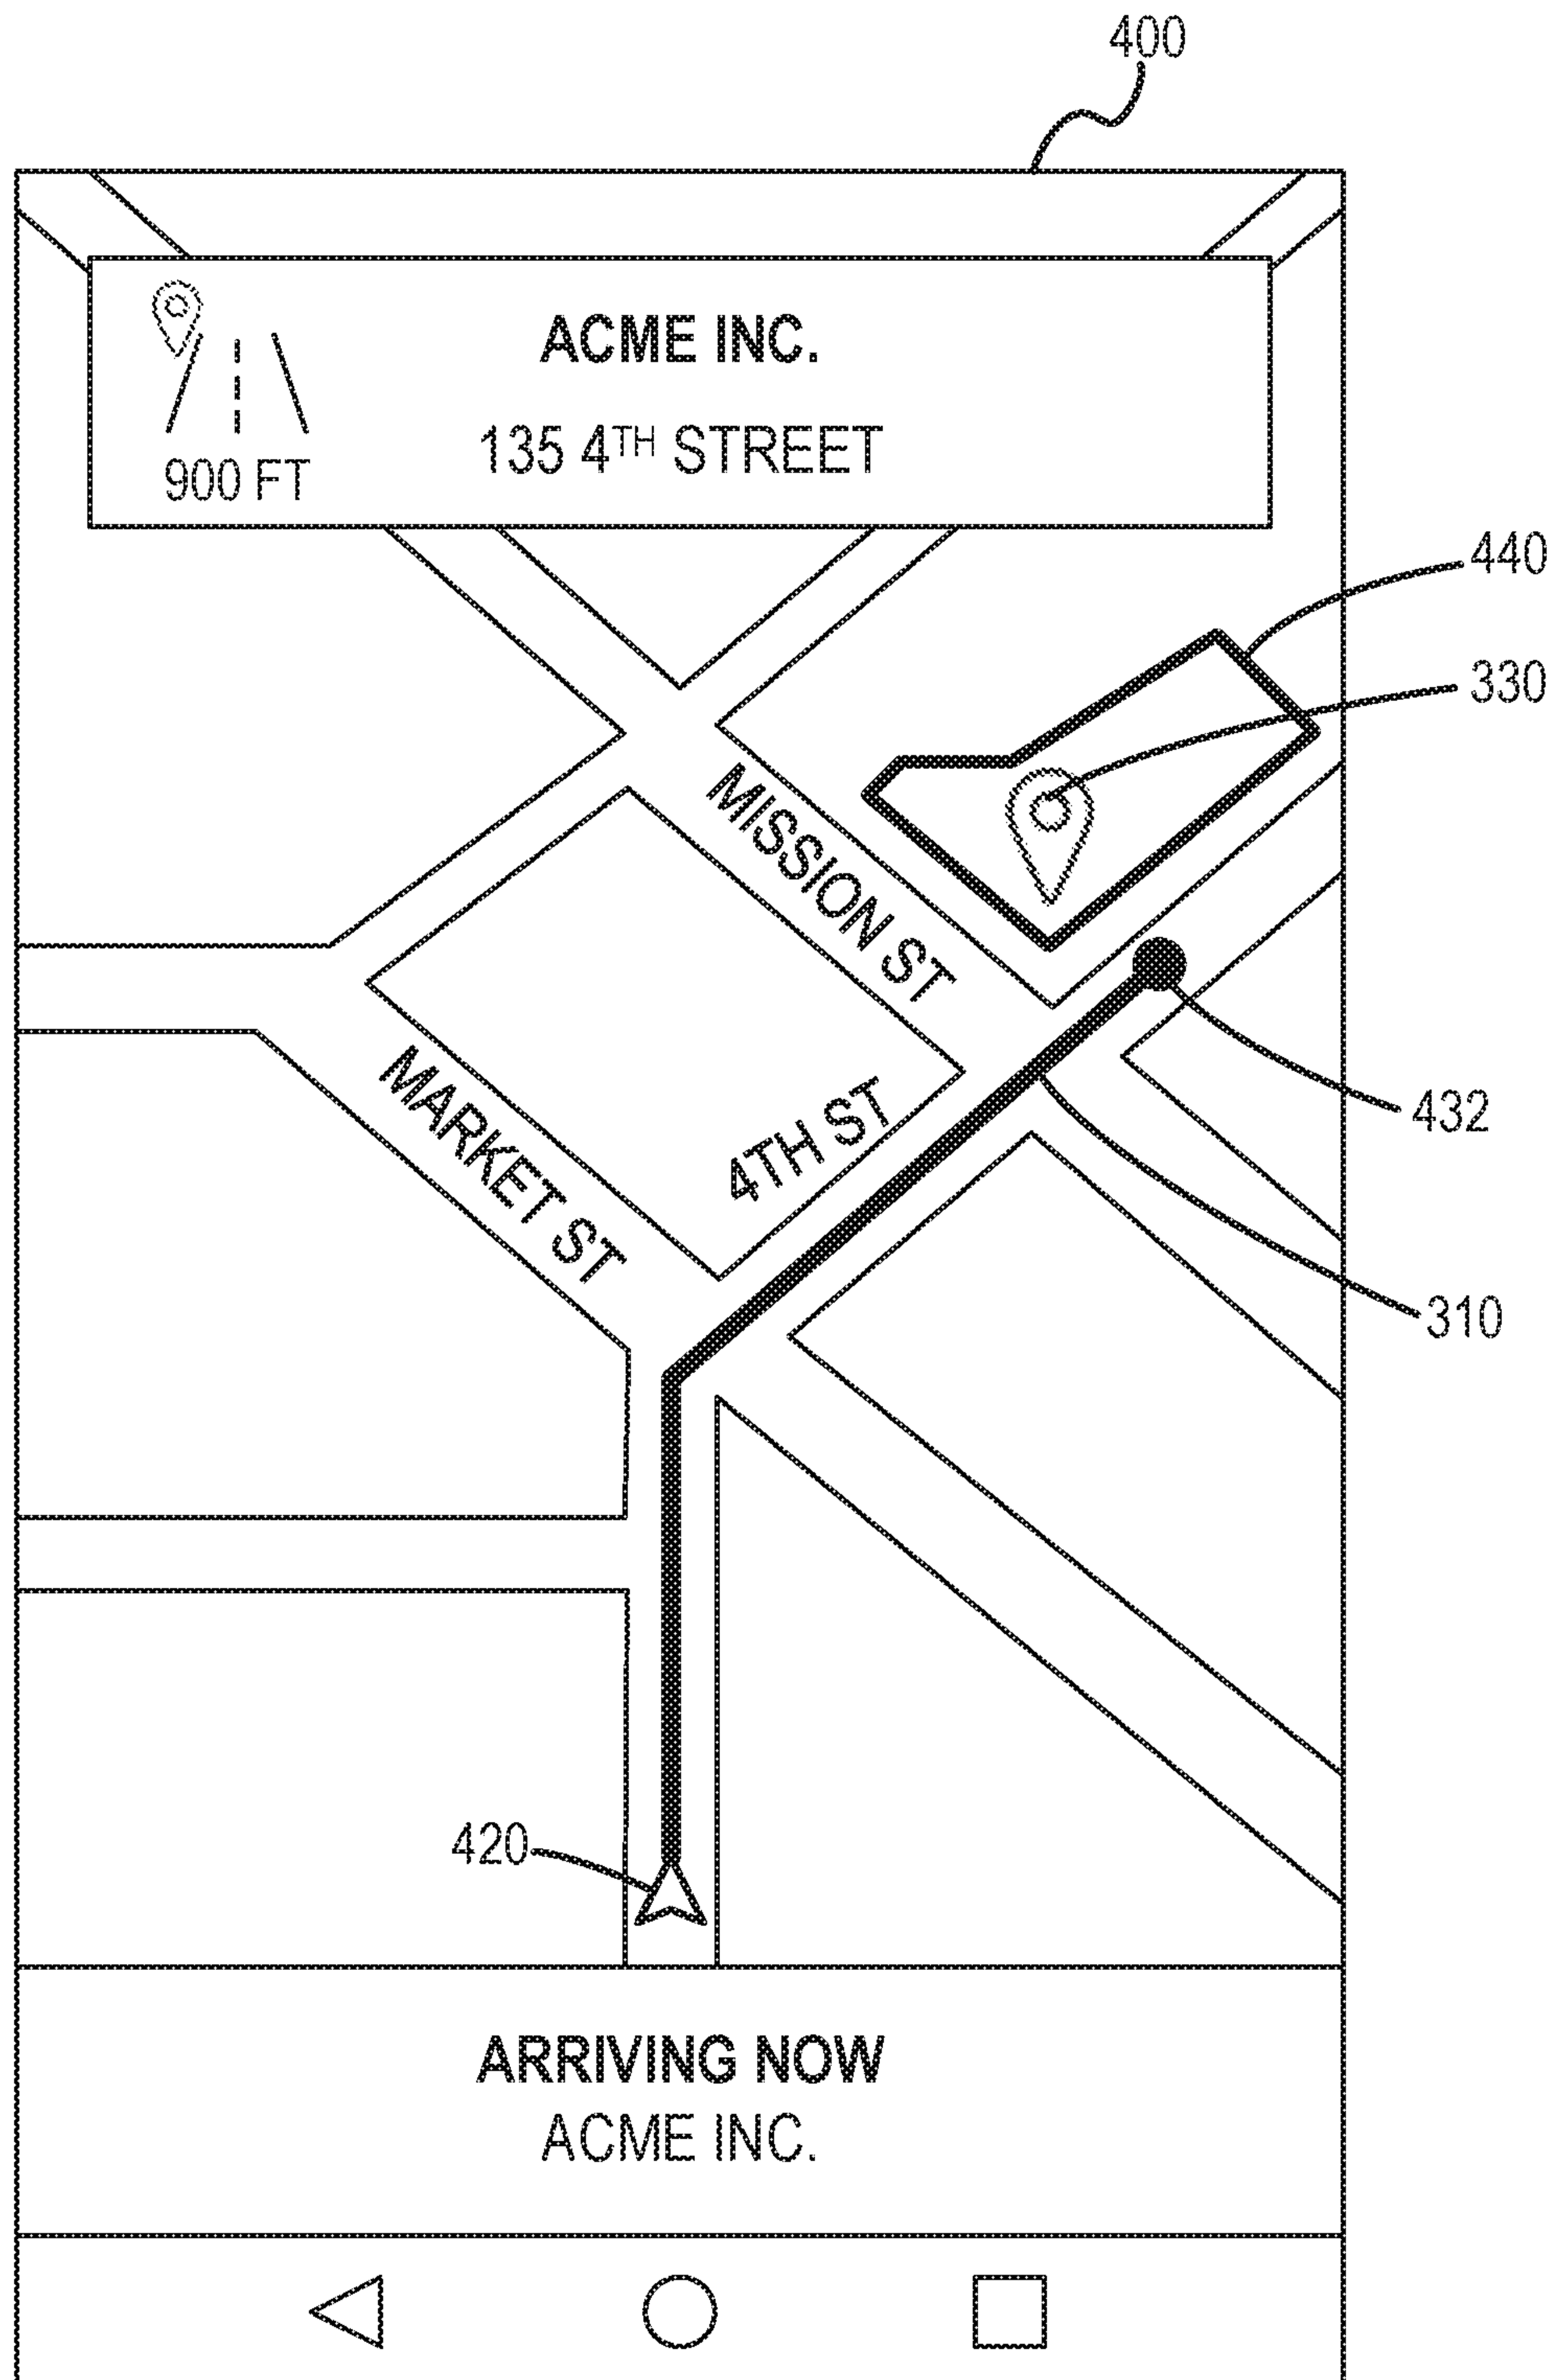 400
ACME INC.
135 4TH STREET
900 FT
440
330
MISSION ST
432
4TH ST
MARKET ST
310
420
ARRIVING NOW
ACME INC.